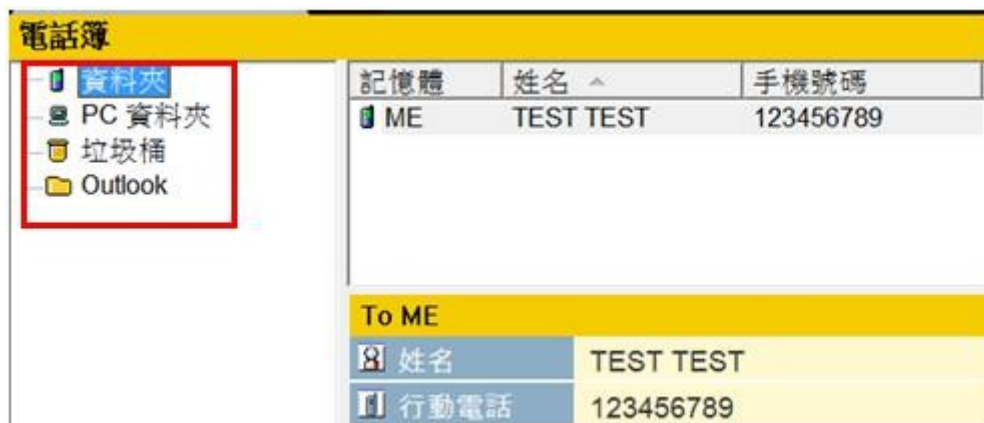 電話簿
資料夾
PC 資料夾
垃圾桶
Outlook
記憶體 姓名 手機號碼
ME TEST TEST 123456789
To ME
姓名 TEST TEST
行動電話 123456789